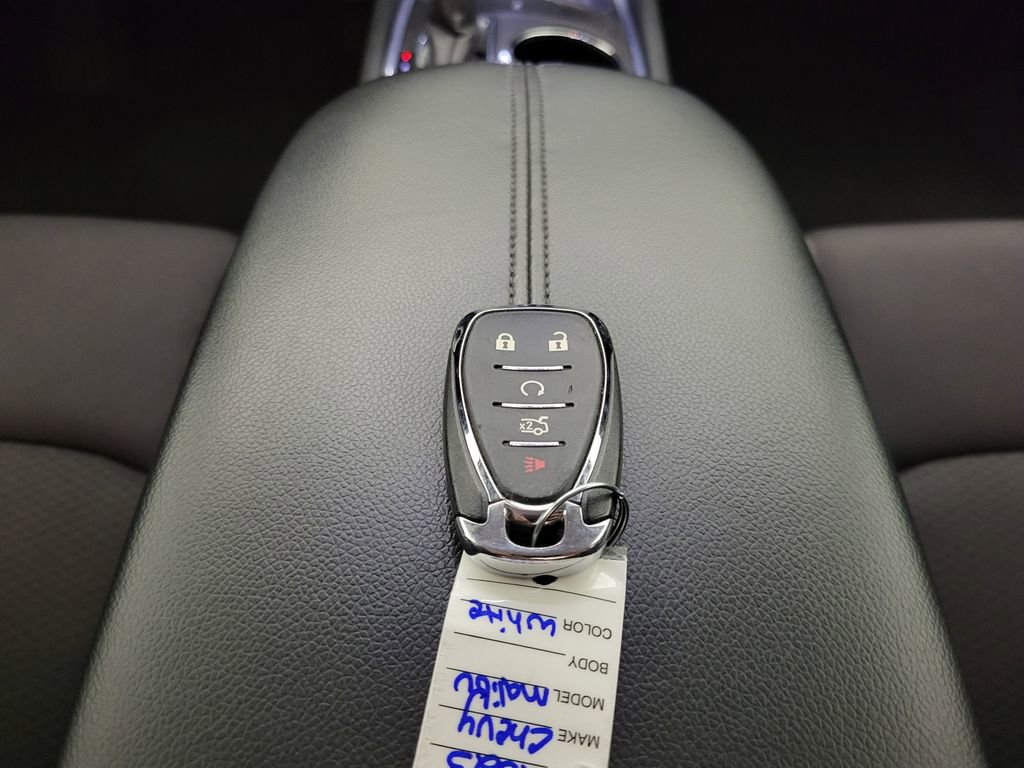 x2
MAKE Chevy
MODEL malibu
BODY
COLOR white